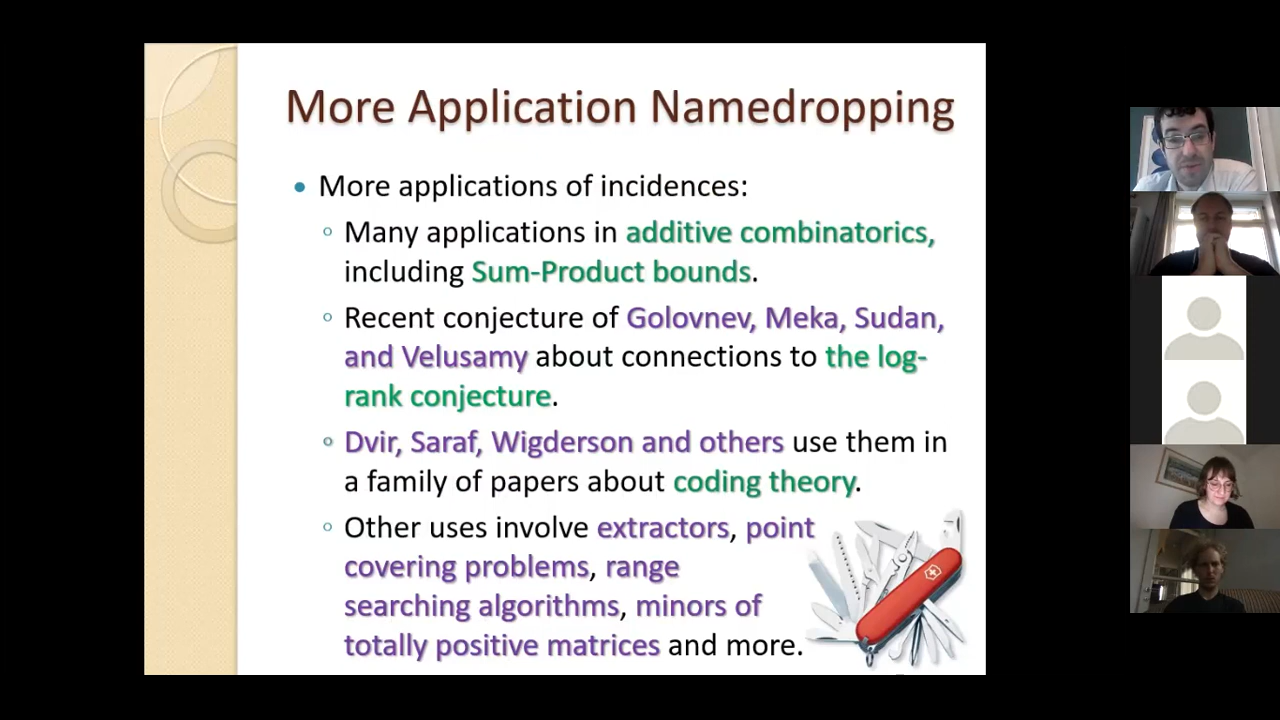 More Application Namedropping
• More applications of incidences:
◦ Many applications in additive combinatorics,
including Sum-Product bounds.
◦ Recent conjecture of Golovnev, Meka, Sudan,
and Velusamy about connections to the log-
rank conjecture.
◦ Dvir, Saraf, Wigderson and others use them in
a family of papers about coding theory.
◦ Other uses involve extractors, point
covering problems, range
searching algorithms, minors of
totally positive matrices and more.